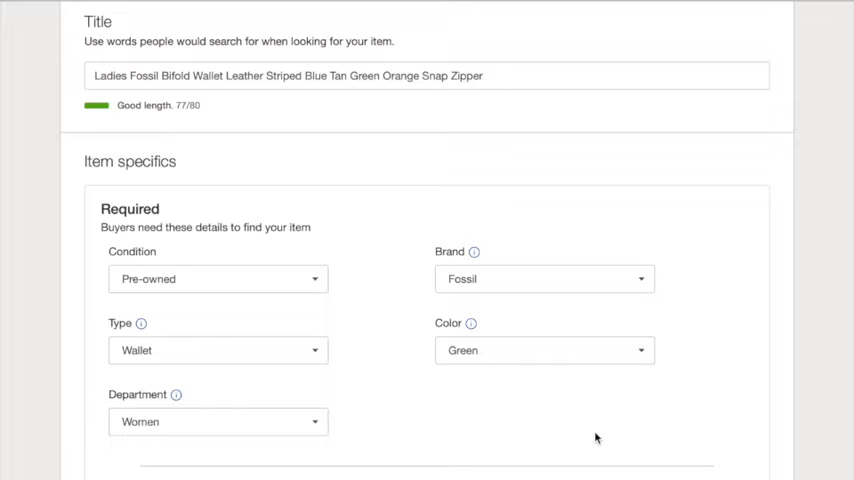 Title
Use words people would search for when looking for your item.
Ladies Fossil Bifold Wallet Leather Striped Blue Tan Green Orange Snap Zipper
Good length. 77/80
Item specifics
Required
Buyers need these details to find your item
Condition
Brand
Pre-owned
Fossil
Type
Color
Wallet
Green
Department
Women